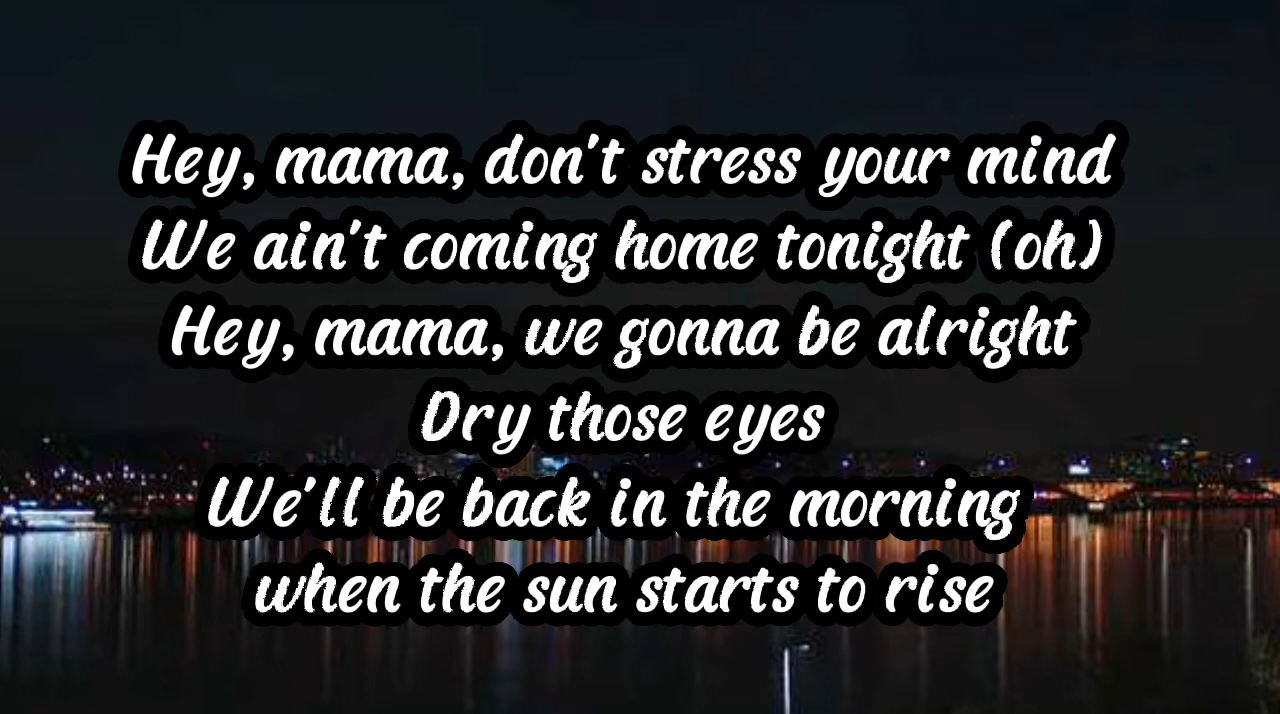 Hey, mama, don't stress your mind
We ain't coming home tonight (oh)
Hey, mama, we gonna be alright
Dry those eyes
We'll be back in the morning
when the sun starts to rise